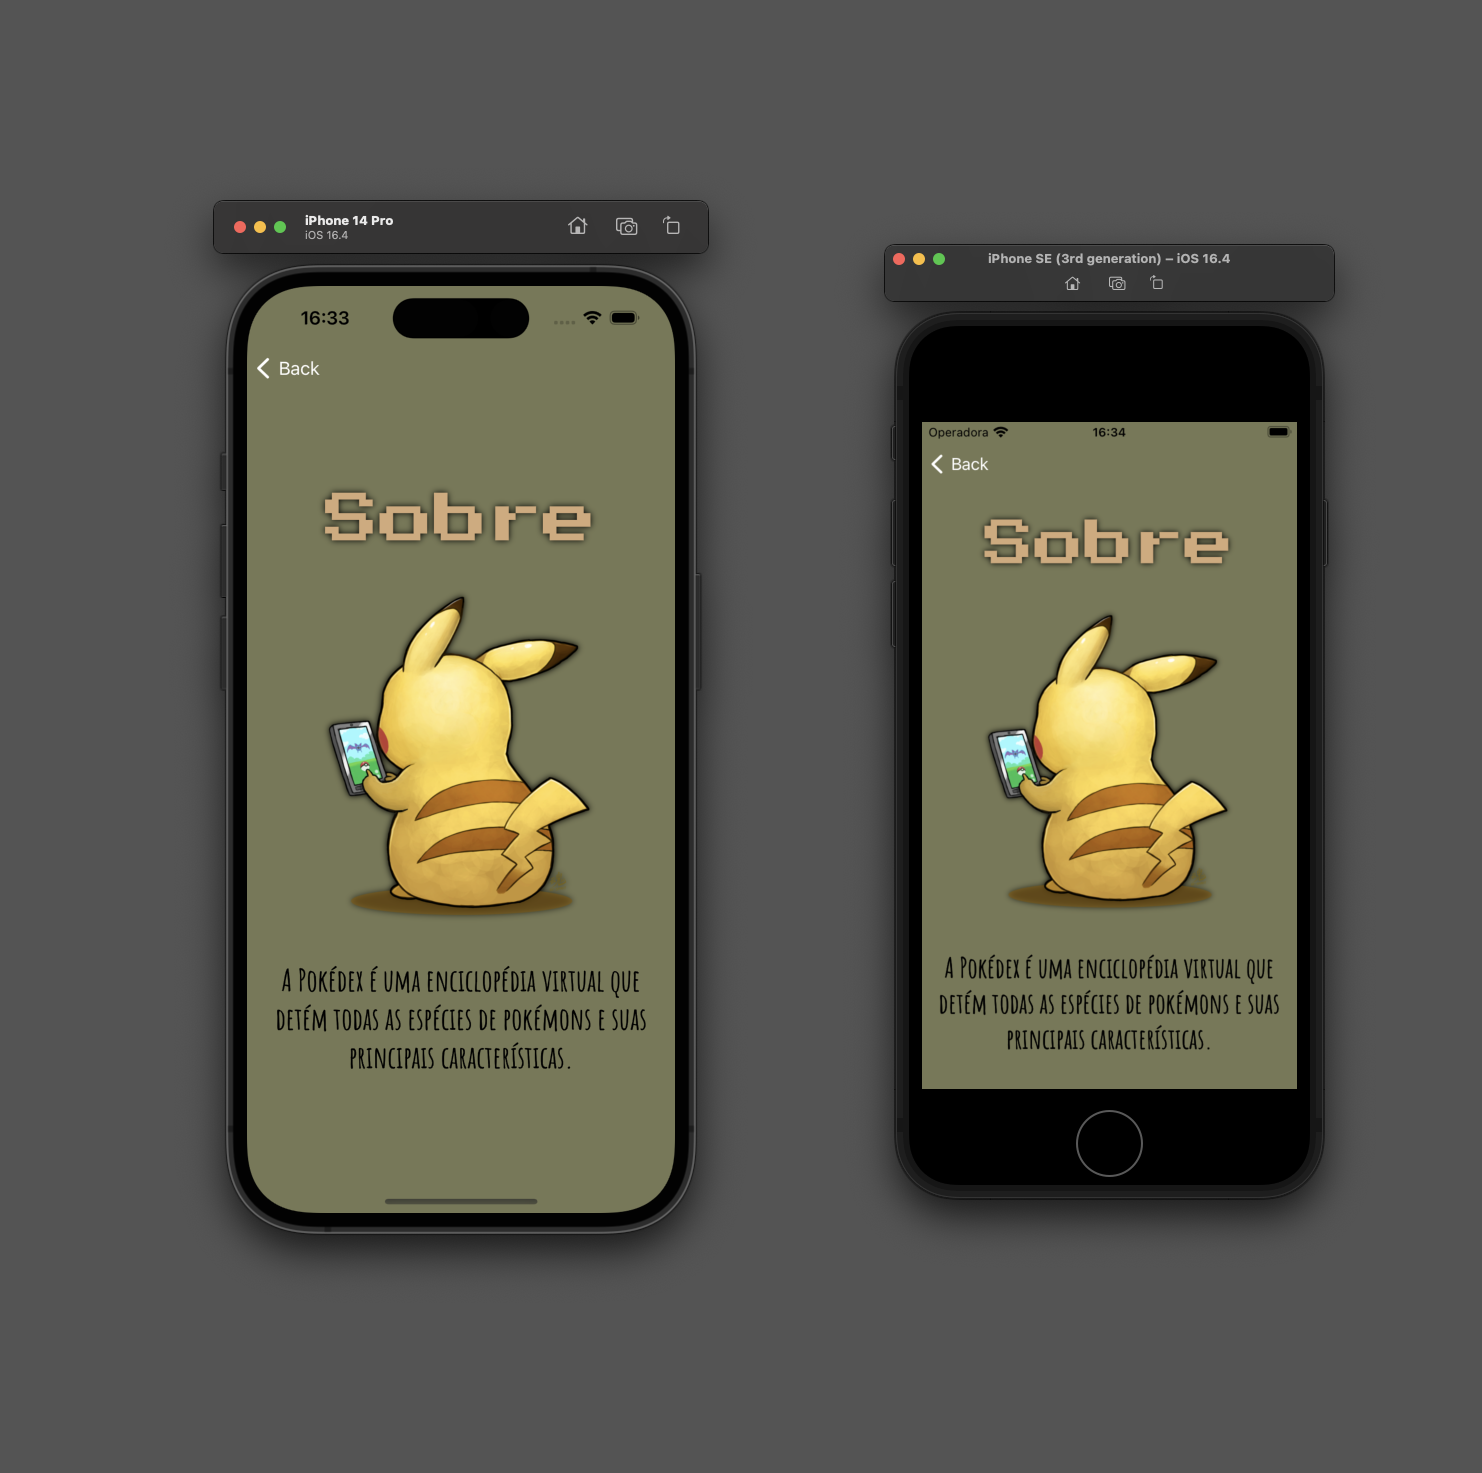 iPhone 14 Pro
iOS 16.4
16:33
Back
Sobre
A Pokédex é uma enciclopédia virtual que
detém todas as espécies de pokémons e suas
principais características.
iPhone SE (3rd generation) – iOS 16.4
Operadora 16:34
Back
Sobre
A Pokédex é uma enciclopédia virtual que
detém todas as espécies de pokémons e suas
principais características.